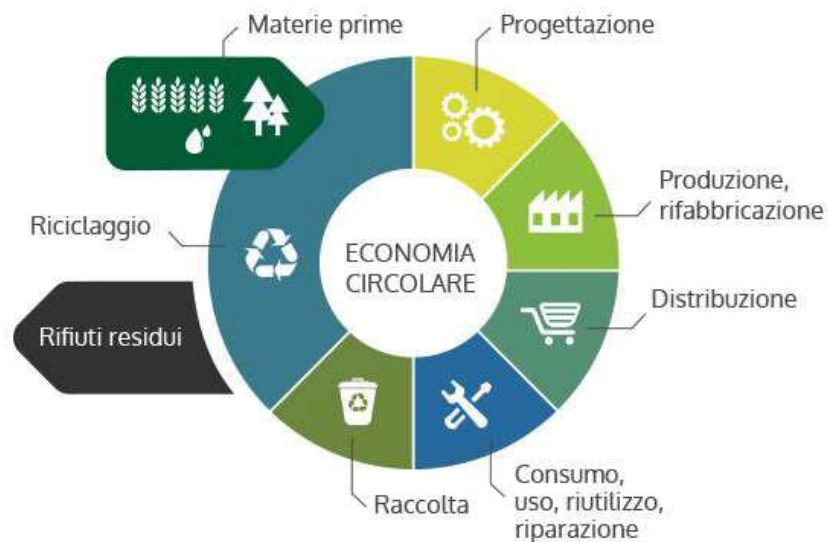 Materie prime
Progettazione
Produzione,
rifabbricazione
Riciclaggio
ECONOMIA
CIRCOLARE
Distribuzione
Rifiuti residui
Consumo,
uso, riutilizzo,
riparazione
Raccolta